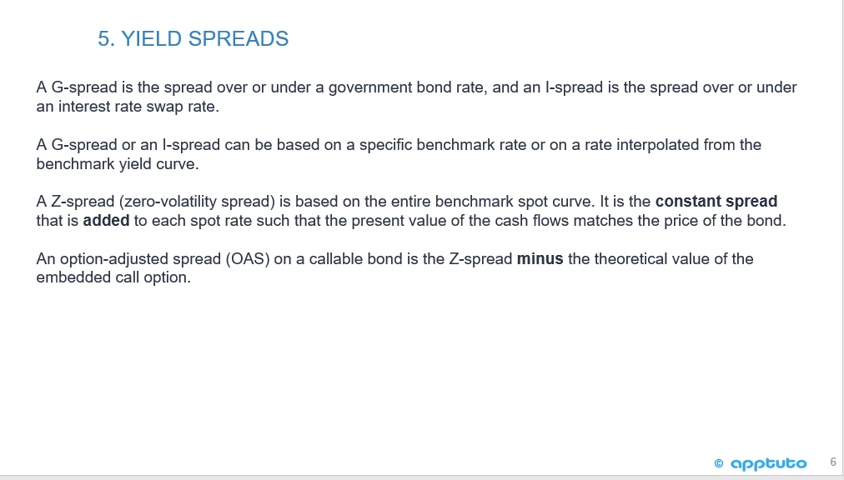 5. YIELD SPREADS
A G-spread is the spread over or under a government bond rate, and an I-spread is the spread over or under
an interest rate swap rate.
A G-spread or an I-spread can be based on a specific benchmark rate or on a rate interpolated from the
benchmark yield curve.
A Z-spread (zero-volatility spread) is based on the entire benchmark spot curve. It is the constant spread
that is added to each spot rate such that the present value of the cash flows matches the price of the bond.
An option-adjusted spread (OAS) on a callable bond is the Z-spread minus the theoretical value of the
embedded call option.
© apptuto 6